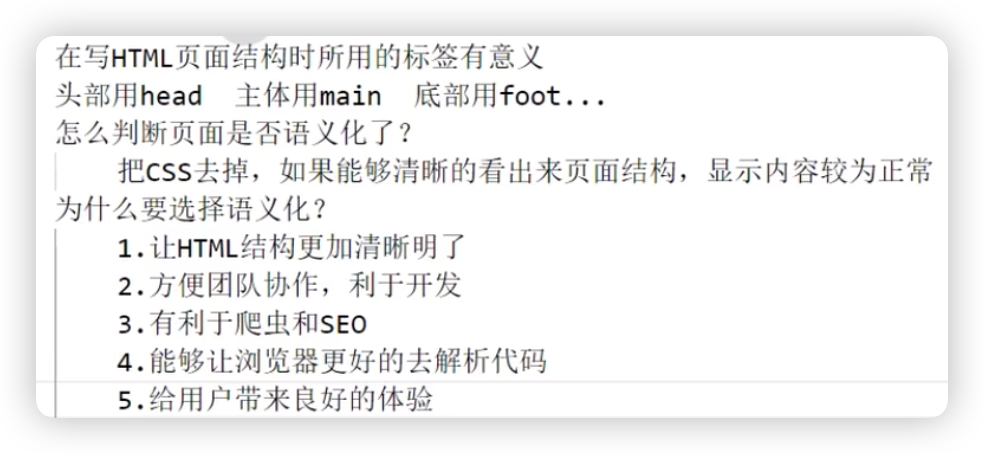 在写HTML页面结构时所用的标签有意义
头部用head 主体用main 底部用foot...
怎么判断页面是否语义化了？
把CSS去掉，如果能够清晰的看出来页面结构，显示内容较为正常
为什么要选择语义化？
1.让HTML结构更加清晰明了
2.方便团队协作，利于开发
3.有利于爬虫和SEO
4.能够让浏览器更好的去解析代码
5.给用户带来良好的体验